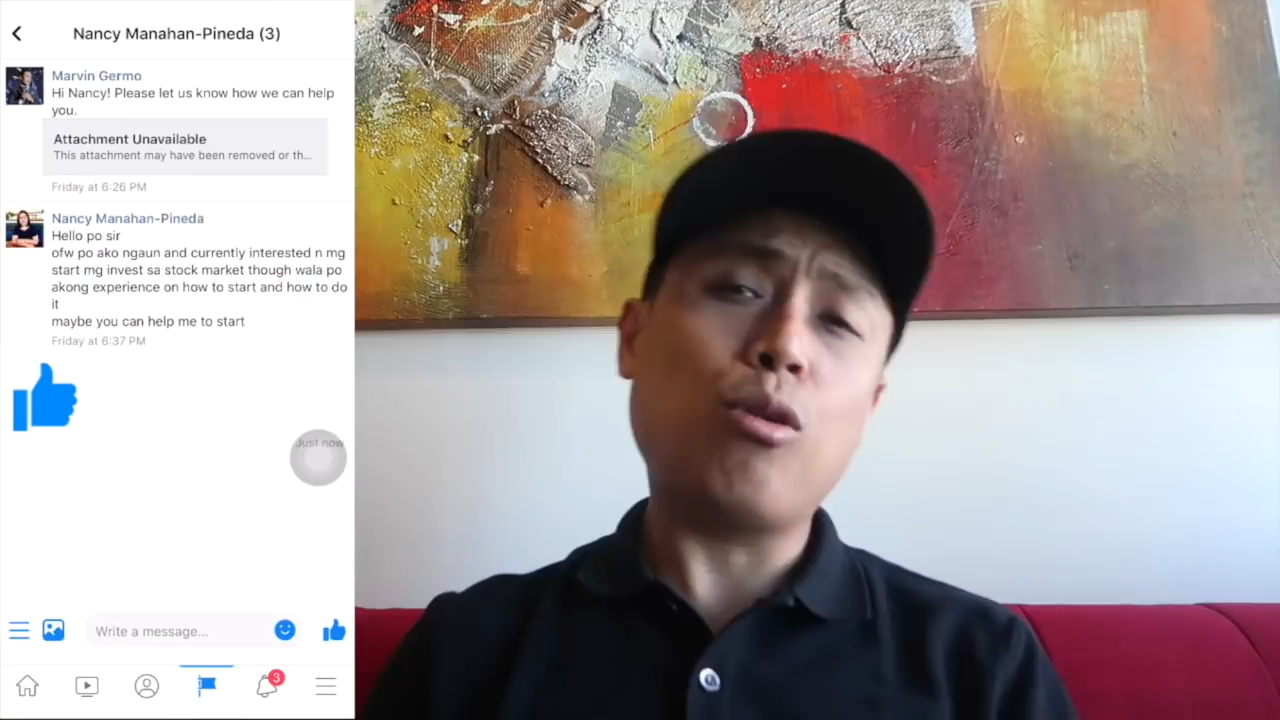 Nancy Manahan-Pineda (3)
Marvin Germo
Hi Nancy! Please let us know how we can help
you.
Attachment Unavailable
This attachment may have been removed or th...
Friday at 6:26 PM
Nancy Manahan-Pineda
Hello po sir
ofw po ako ngaun and currently interested n mg
start mg invest sa stock market though wala po
akong experience on how to start and how to do
it
maybe you can help me to start
Friday at 6:37 PM
Just now
Write a message...
3